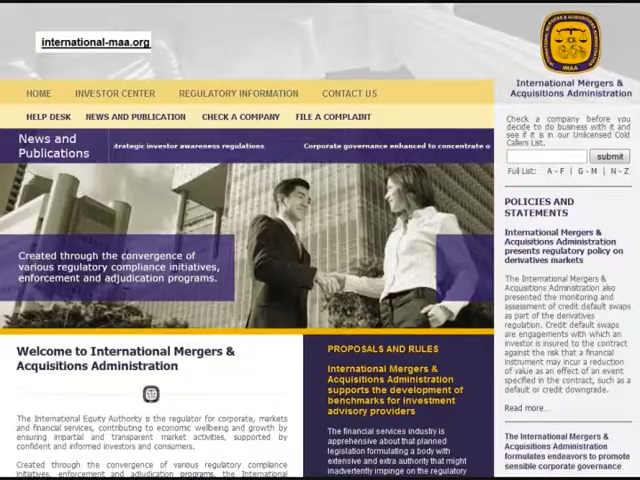 international-maa.org
INTERNATIONAL MERGERS & ACQUISITIONS ADMINISTRATION
IMAA
International Mergers &
Acquisitions Administration
HOME INVESTOR CENTER REGULATORY INFORMATION CONTACT US
HELP DESK NEWS AND PUBLICATION CHECK A COMPANY FILE A COMPLAINT
News and
Publications
strategic investor awareness regulations Corporate governance enhanced to concentrate o
Created through the convergence of
various regulatory compliance initiatives,
enforcement and adjudication programs.
Welcome to International Mergers &
Acquisitions Administration
The International Equity Authority is the regulator for corporate, markets
and financial services, contributing to economic wellbeing and growth by
ensuring impartial and transparent market activities, supported by
confident and informed investors and consumers.
Created through the convergence of various regulatory compliance
initiatives, enforcement and adjudication programs, the International
PROPOSALS AND RULES
International Mergers &
Acquisitions Administration
supports the development of
benchmarks for investment
advisory providers
The financial services industry is
apprehensive about that planned
legislation formulating a body with
extensive and extra authority that might
inadvertently impinge on the regulatory
Check a company before you
decide to do business with it and
see if it is on our Unlicensed Cold
Callers List.
submit
Full List: A - F | G - M | N - Z
POLICIES AND
STATEMENTS
International Mergers &
Acquisitions Administration
presents regulatory policy on
derivatives markets
The International Mergers &
Acquisitions Administration also
presented the monitoring and
assessment of credit default swaps
as part of the derivatives
regulation. Credit default swaps
are engagements with which an
investor is insured to the contract
against the risk that a financial
instrument may incur a reduction
of value as an effect of an event
specified in the contract, such as a
default or credit downgrade.
Read more...
The International Mergers &
Acquisitions Administration
formulates endeavors to promote
sensible corporate governance